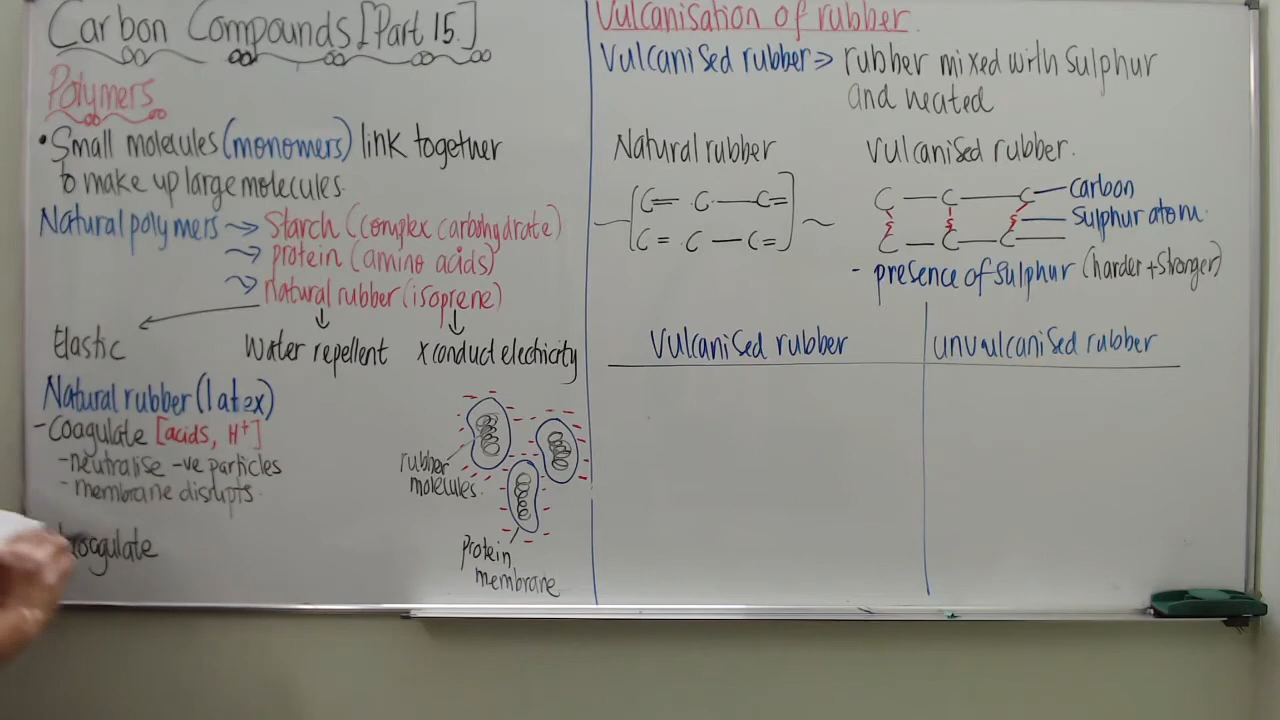 Carbon Compounds [Part 15.]
Polymers
• Small molecules (monomers) link together
to make up large molecules.
Natural polymers → Starch (complex carbohydrate)
→ protein (amino acids)
→ natural rubber (isoprene)
Elastic
Water repellent
x conduct electricity
Natural rubber (latex)
- Coagulate [acids, H+]
- neutralise -ve particles
- membrane disrupts.
coagulate
rubber
molecules.
Protein
membrane
Vulcanisation of rubber.
Vulcanised rubber => rubber mixed with Sulphur
and heated
Natural rubber
C= C — C=
C= C — C=
Vulcanised rubber.
C — C — C
carbon
S S S
Sulphur atom.
C — C — C
- presence of Sulphur (harder + Stronger)
Vulcanised rubber
unvulcanised rubber